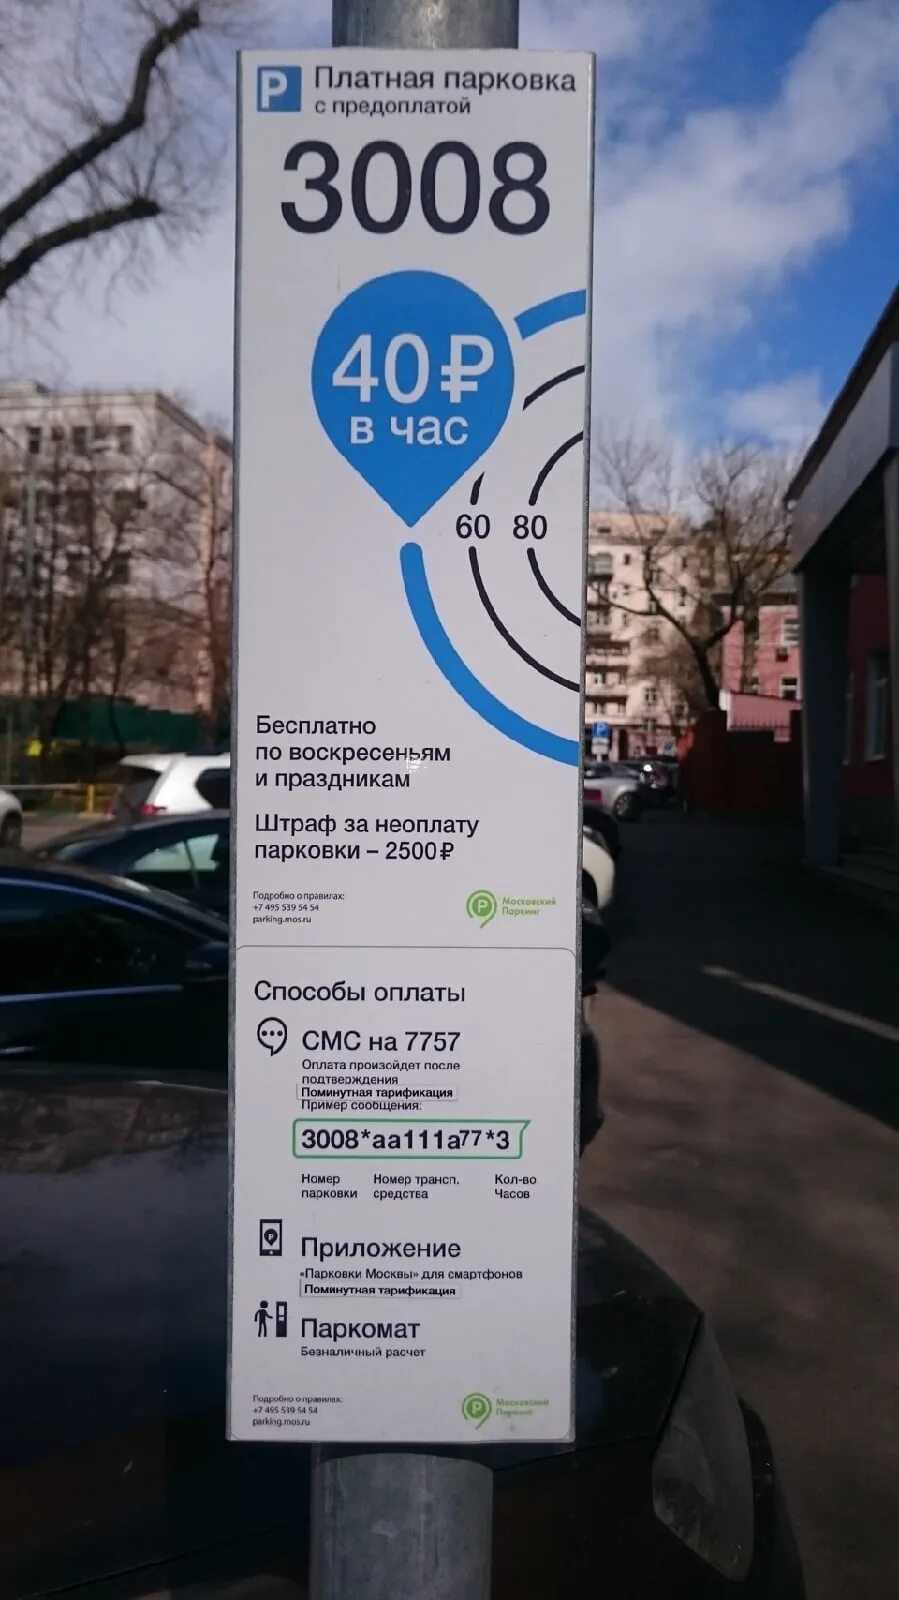 P Платная парковка
с предоплатой
3008
40₽
в час
60 80
Бесплатно
по воскресеньям
и праздникам
Штраф за неоплату
парковки – 2500₽
Подробно о правилах:
+7 495 539 54 54
parking.mos.ru
Московский
Паркинг
Способы оплаты
СМС на 7757
Оплата произойдет после
подтверждения
Поминутная тарификация
Пример сообщения:
3008*aa111a77*3
Номер парковки
Номер трансп. средства
Кол-во Часов
Приложение
«Парковки Москвы» для смартфонов
Поминутная тарификация
Паркомат
Безналичный расчет
Подробно о правилах:
+7 495 539 54 54
parking.mos.ru
Московский
Паркинг